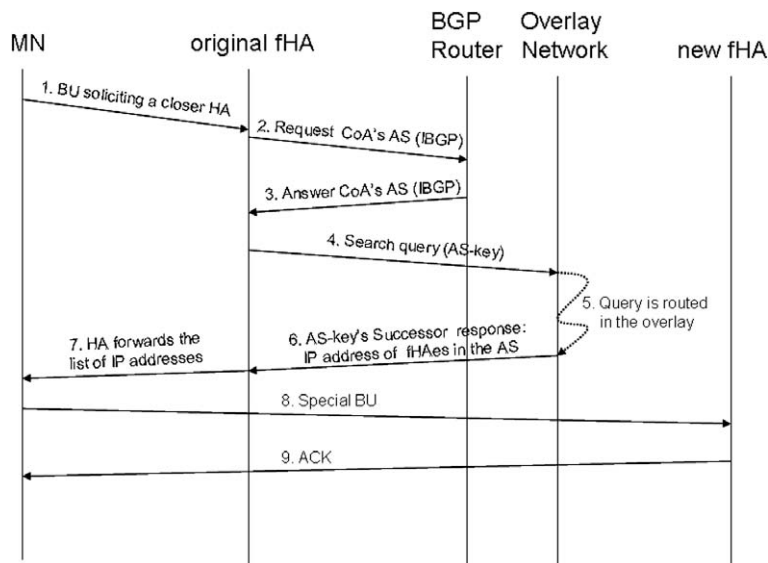 MN
original fHA
BGP
Router
Overlay
Network
new fHA
1. BU soliciting a closer HA
2. Request CoA's AS (IBGP)
3. Answer CoA's AS (IBGP)
4. Search query (AS-key)
5. Query is routed
in the overlay
6. AS-key's Successor response:
IP address of fHAes in the AS
7. HA forwards the
list of IP addresses
8. Special BU
9. ACK